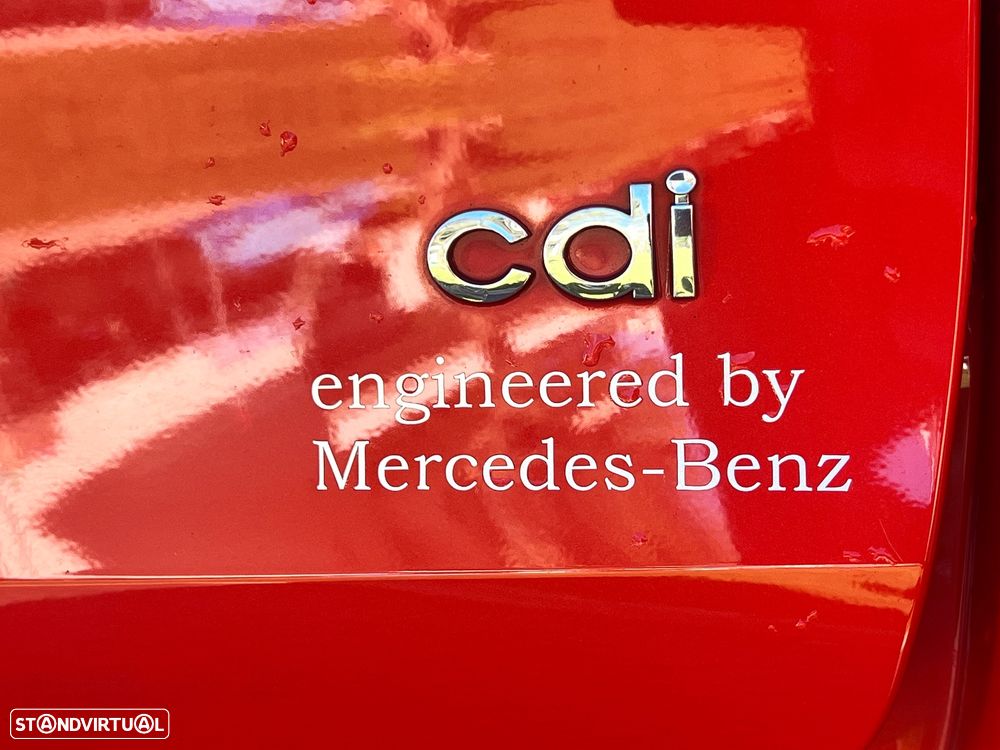 cdi
engineered by
Mercedes-Benz
STANDVIRTUAL